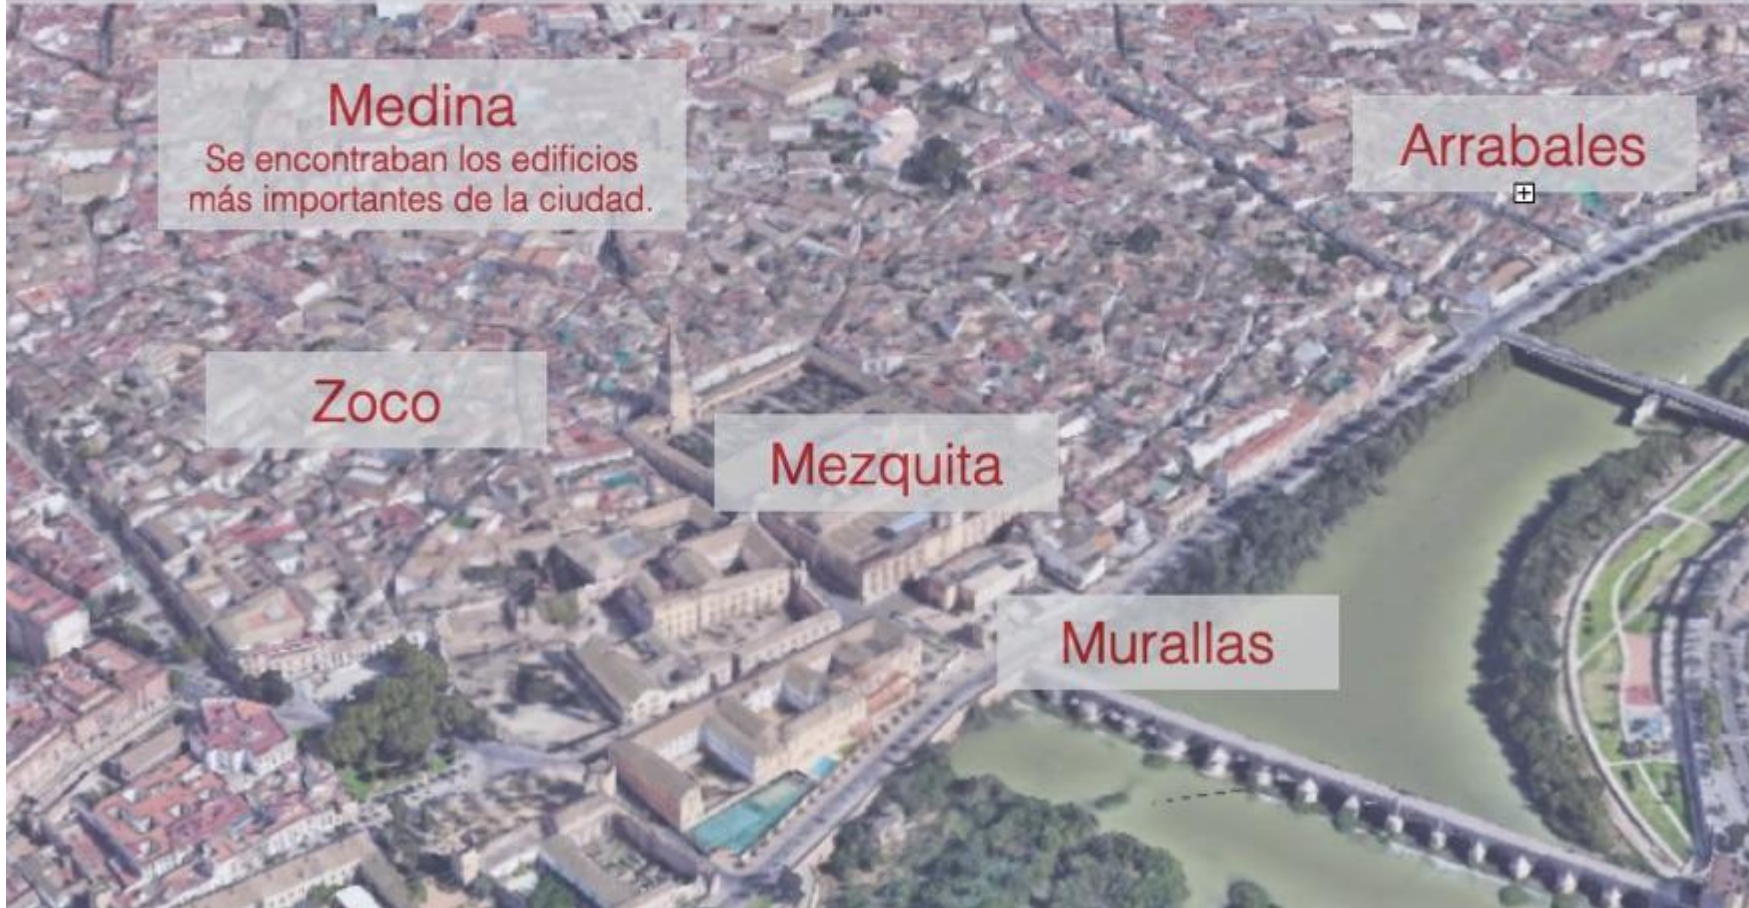 Medina
Se encontraban los edificios
más importantes de la ciudad.
Arrabales
Zoco
Mezquita
Murallas